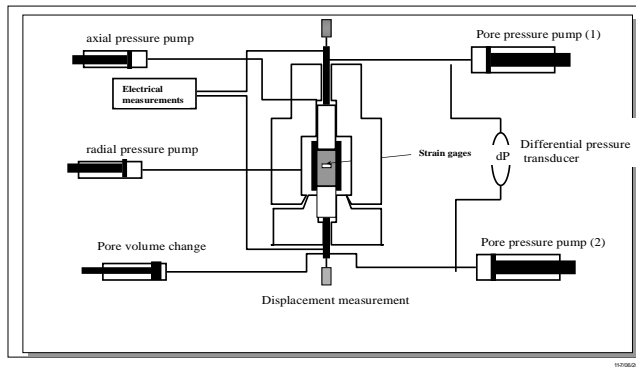 axial pressure pump
Pore pressure pump (1)
Electrical
measurements
radial pressure pump
Strain gages
dP
Differential pressure
transducer
Pore volume change
Pore pressure pump (2)
Displacement measurement